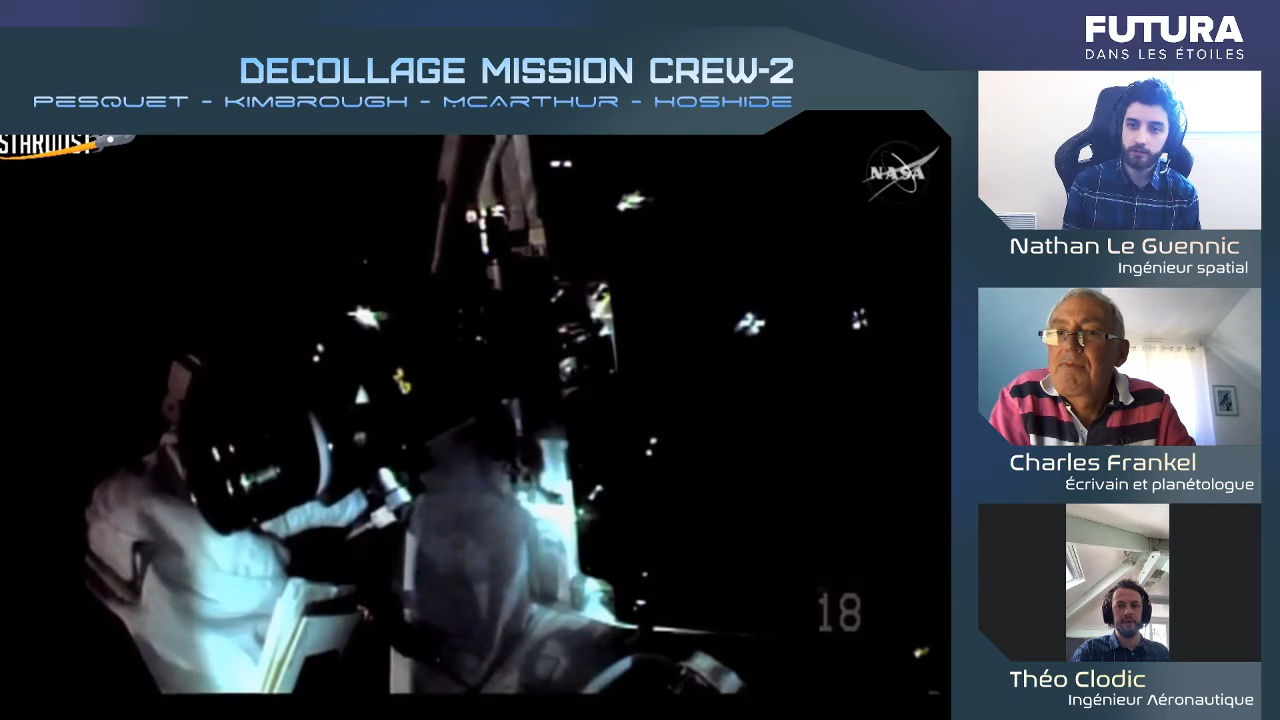 FUTURA
DANS LES ÉTOILES
DECOLLAGE MISSION CREW-2
PESQUET - KIMBROUGH - MCARTHUR - HOSHIDE
STARDUST
NASA
Nathan Le Guennic
Ingénieur spatial
Charles Frankel
Écrivain et planétologue
18
Théo Clodic
Ingénieur Aéronautique